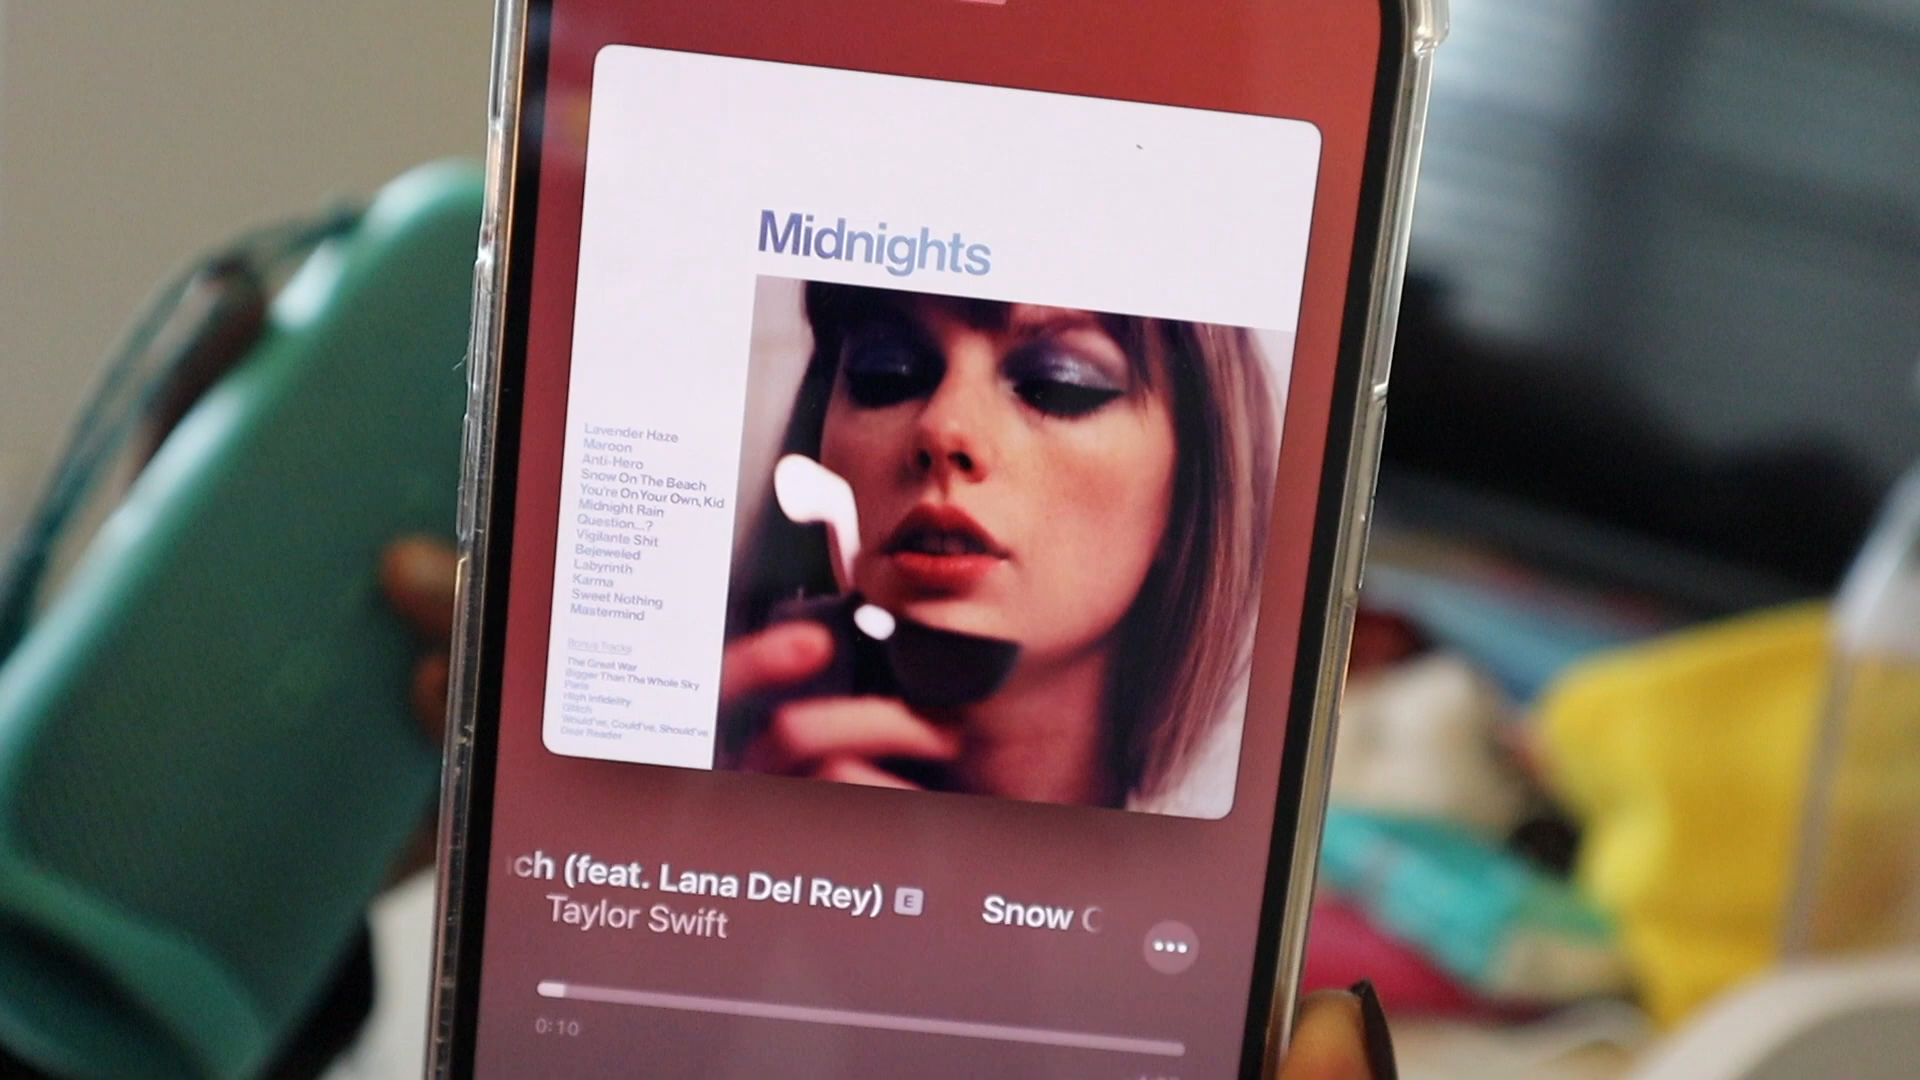 Midnights
Lavender Haze
Maroon
Anti-Hero
Snow On The Beach
You're On Your Own, Kid
Midnight Rain
Question...?
Vigilante Shit
Bejeweled
Labyrinth
Karma
Sweet Nothing
Mastermind
Bonus Tracks
The Great War
Bigger Than The Whole Sky
Paris
High Infidelity
Glitch
Would've, Could've, Should've
Dear Reader
ch (feat. Lana Del Rey) E Snow
Taylor Swift
0:10